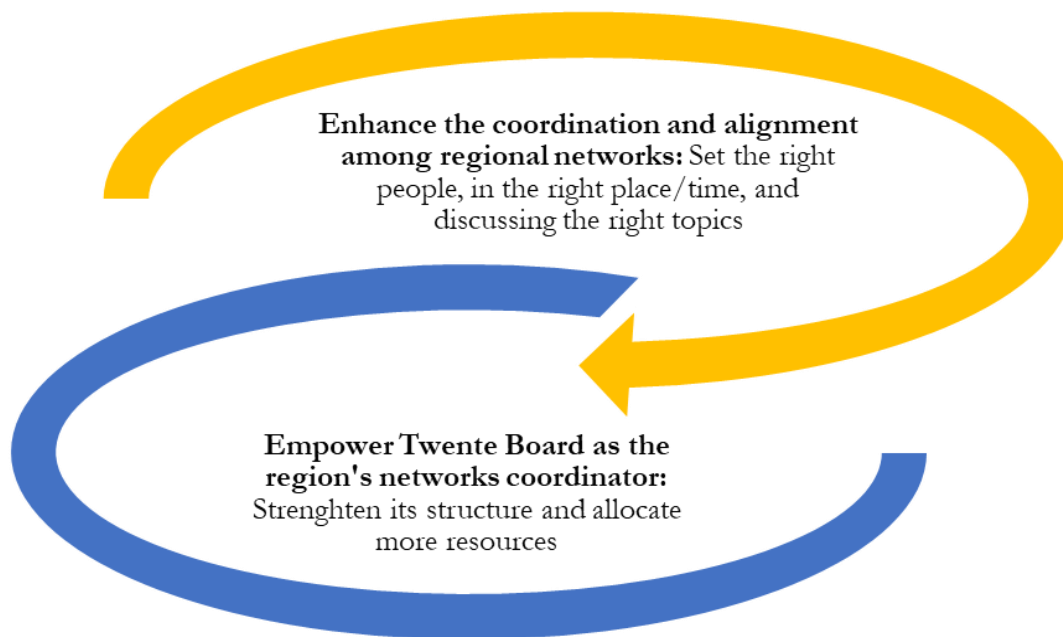 Enhance the coordination and alignment
among regional networks: Set the right
people, in the right place/time, and
discussing the right topics
Empower Twente Board as the
region's networks coordinator:
Strenghten its structure and allocate
more resources